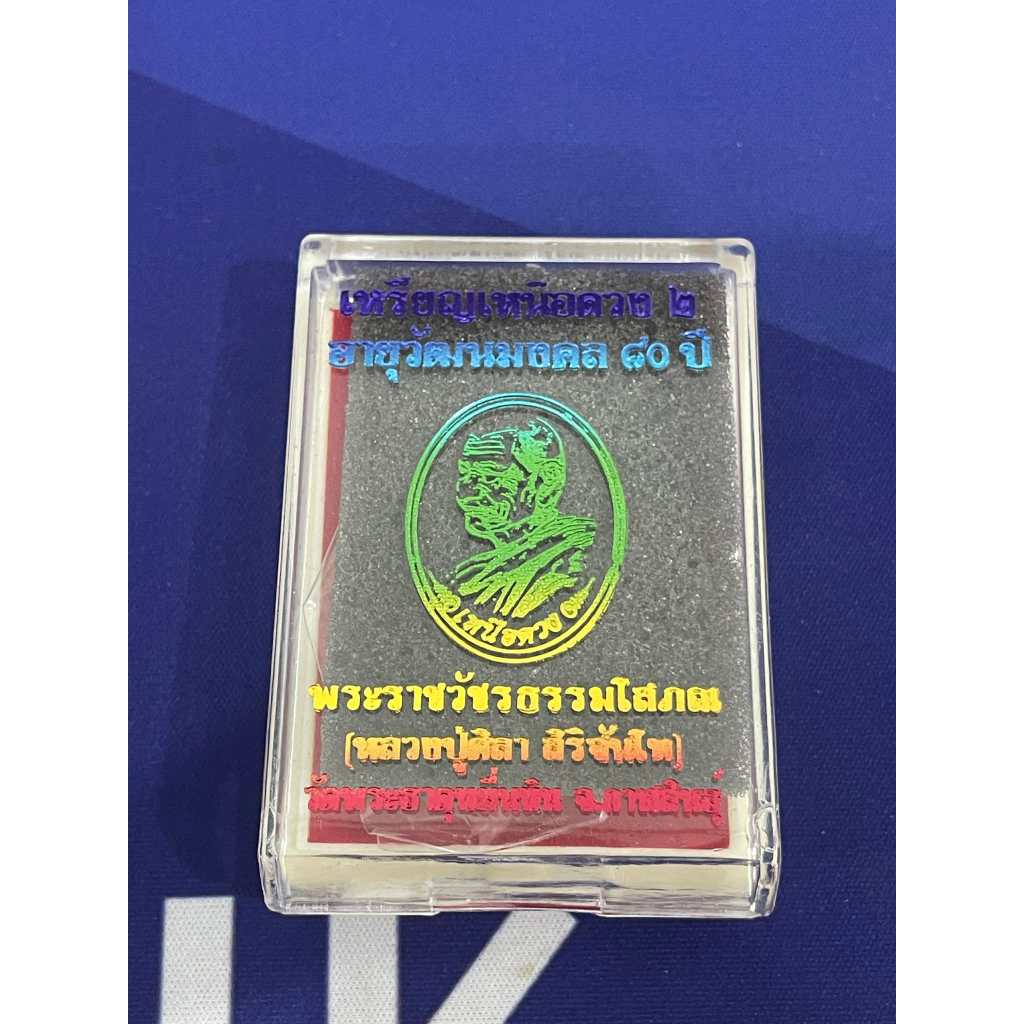 เหรียญเหนือดวง ๒
อายุวัฒนมงคล ๘๐ ปี
เหนือดวง
พระราชวัชรธรรมโสภณ
(หลวงปู่ศิลา สิริจันโท)
วัดพระธาตุหมื่นหิน จ.กาฬสินธุ์